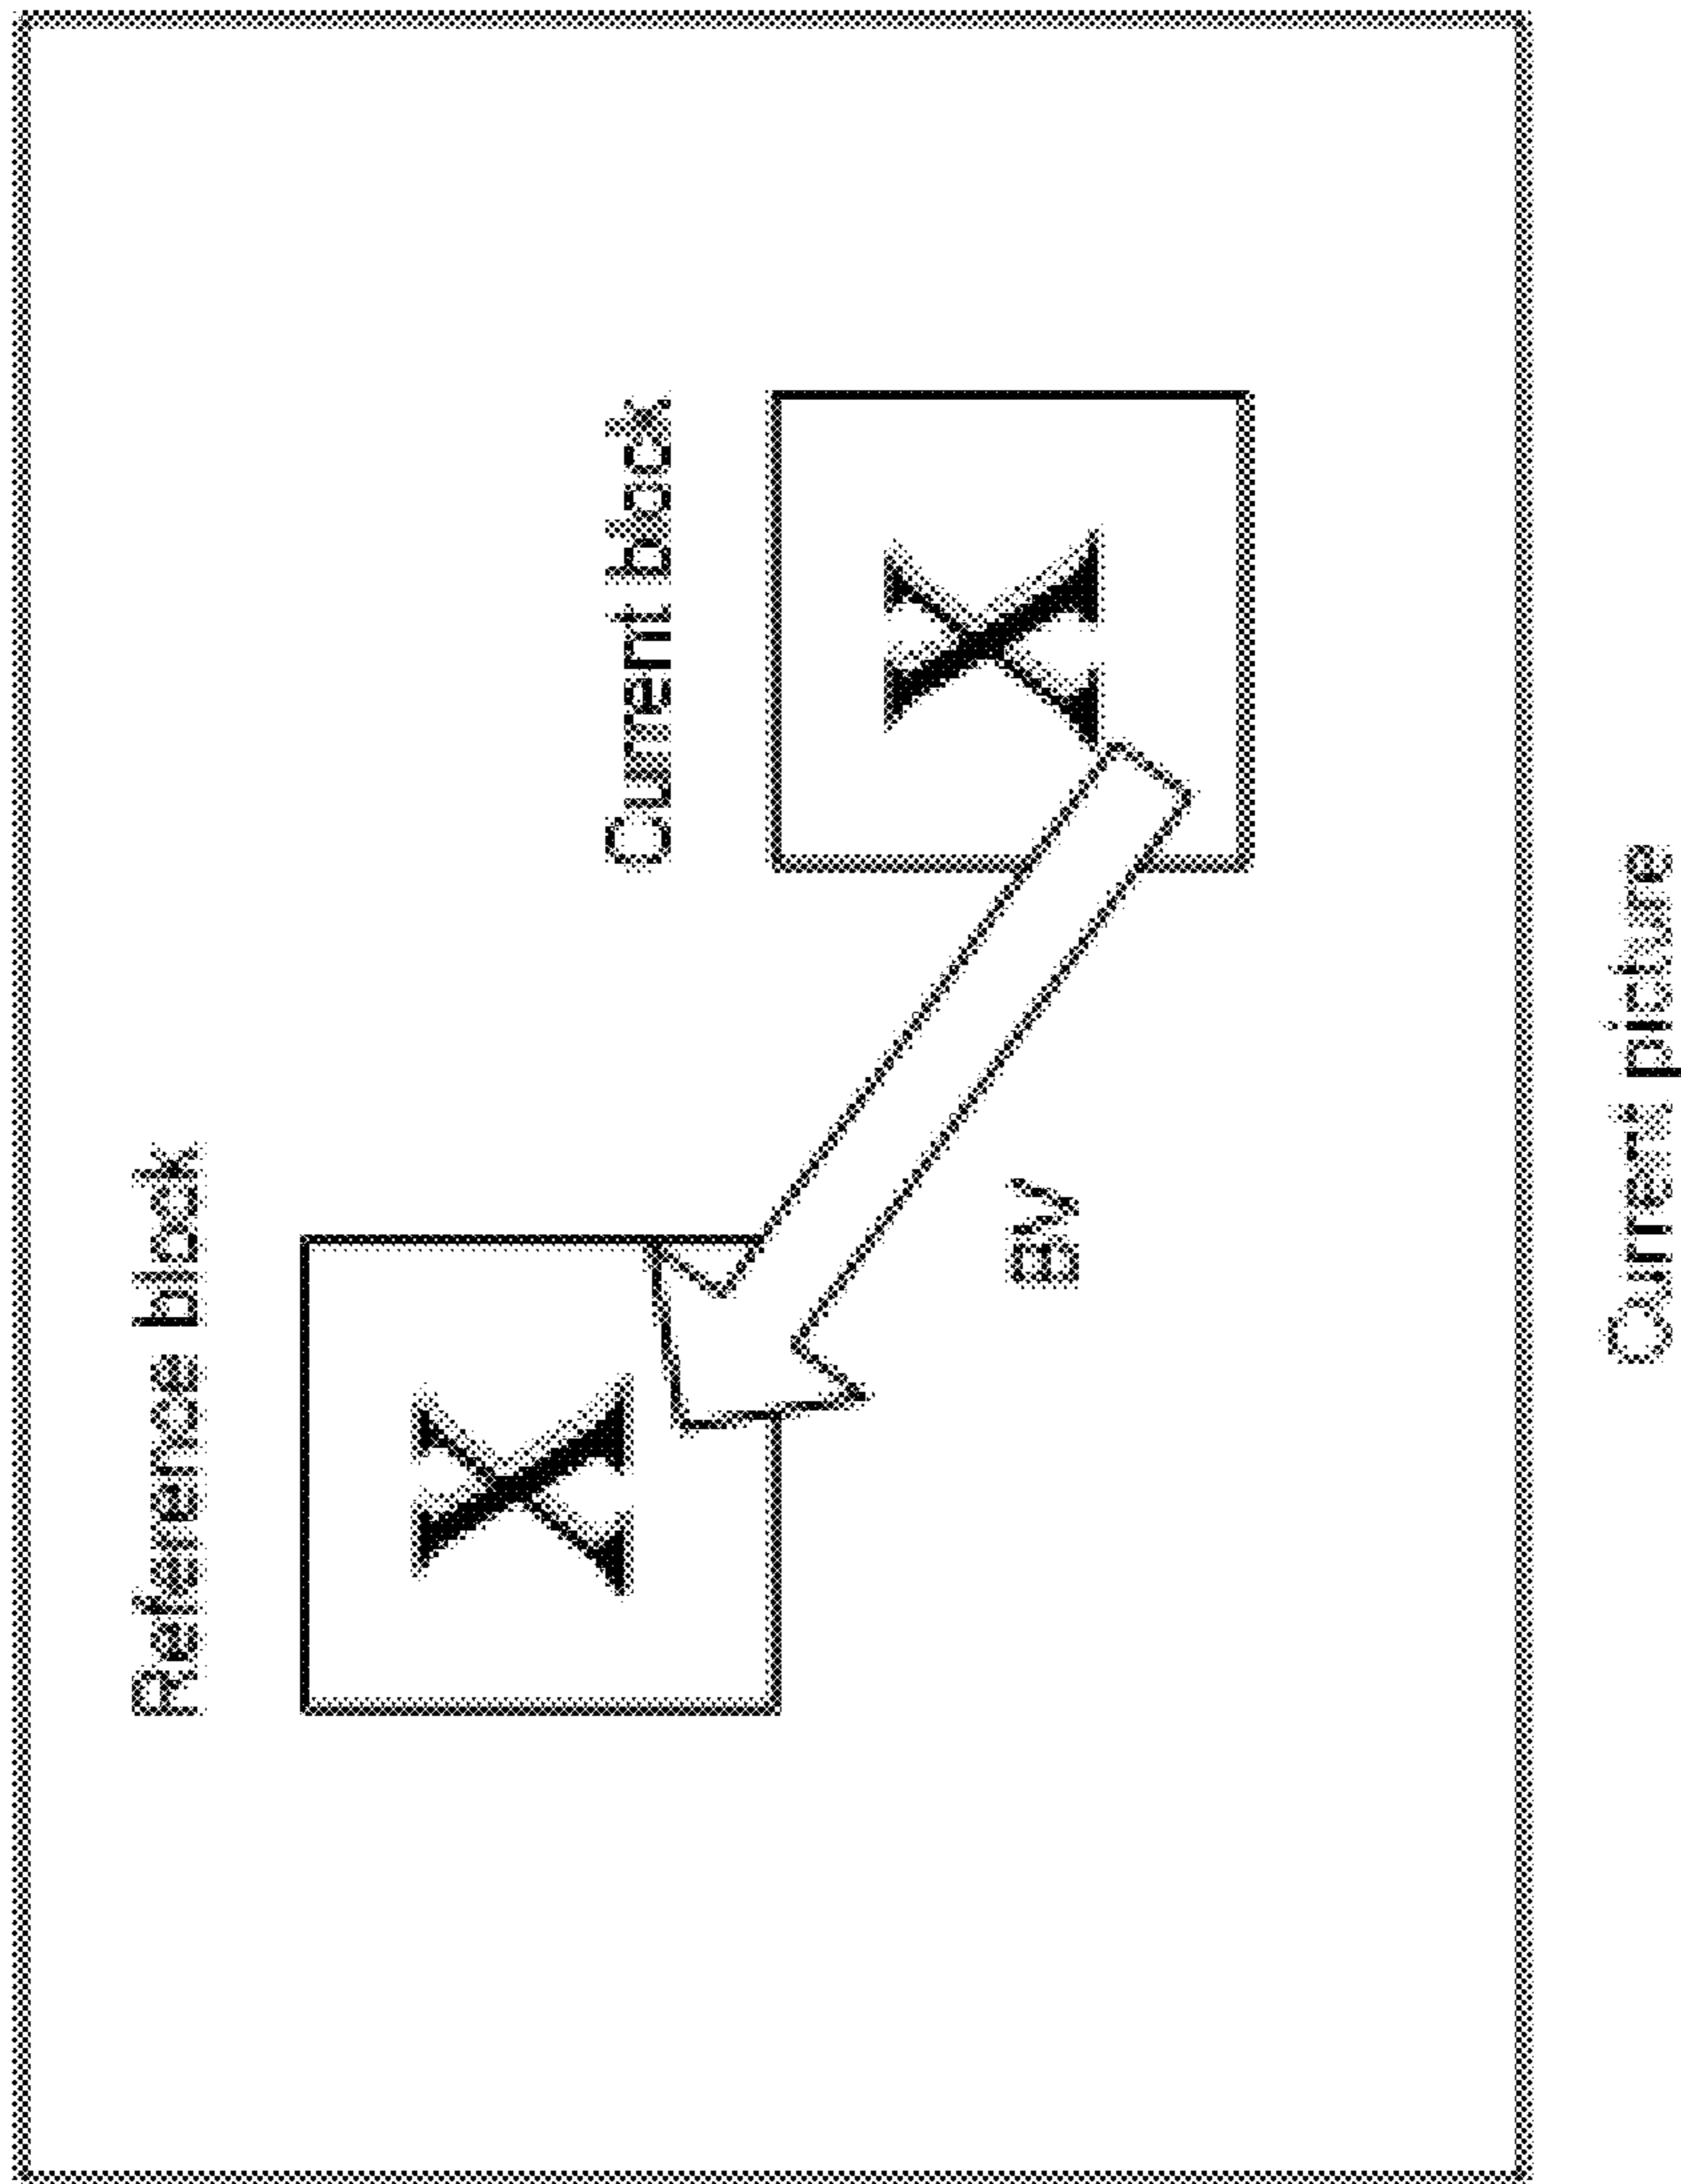 Reference block
X
Current block
X
BV
Current picture